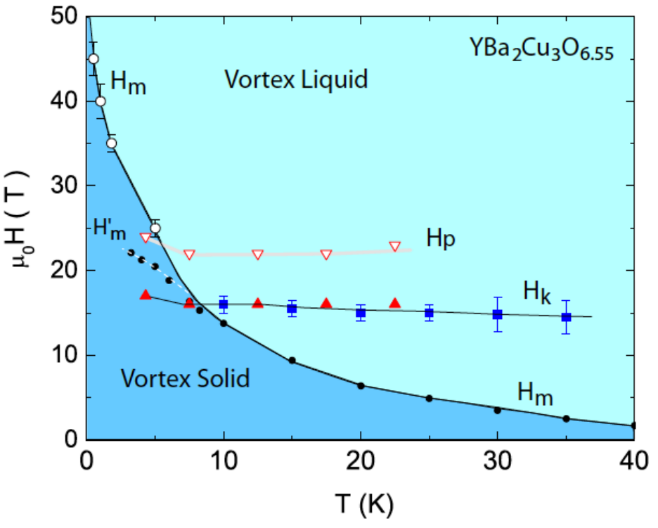 YBa₂Cu₃O₆.₅₅
Hₘ
Vortex Liquid
H'ₘ
Hp
Hₖ
Vortex Solid
Hₘ
50
40
30
20
10
0
μ₀H ( T )
0 10 20 30 40
T (K)